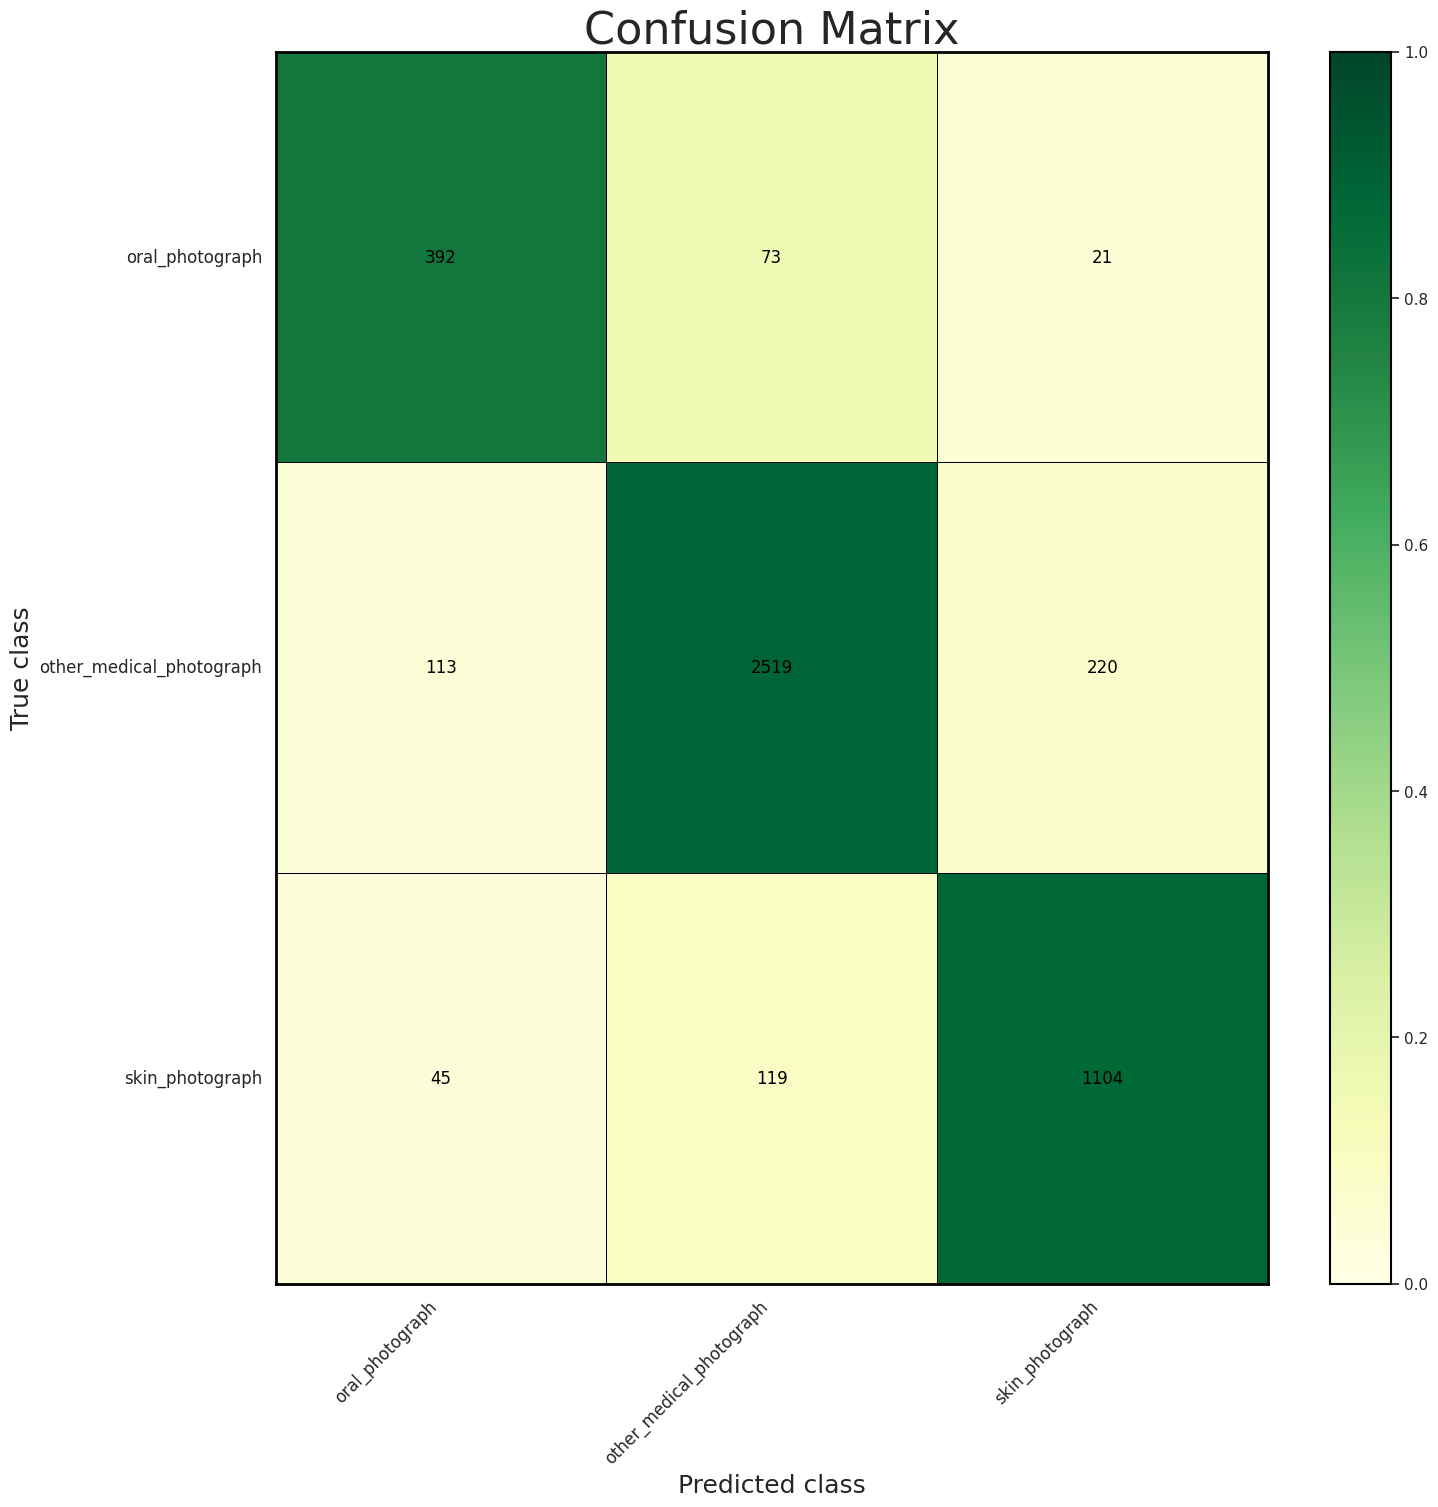 Confusion Matrix
1.0
oral_photograph
392
73
21
0.8
0.6
True class
other_medical_photograph
113
2519
220
0.4
0.2
skin_photograph
45
119
1104
0.0
oral_photograph
other_medical_photograph
skin_photograph
Predicted class